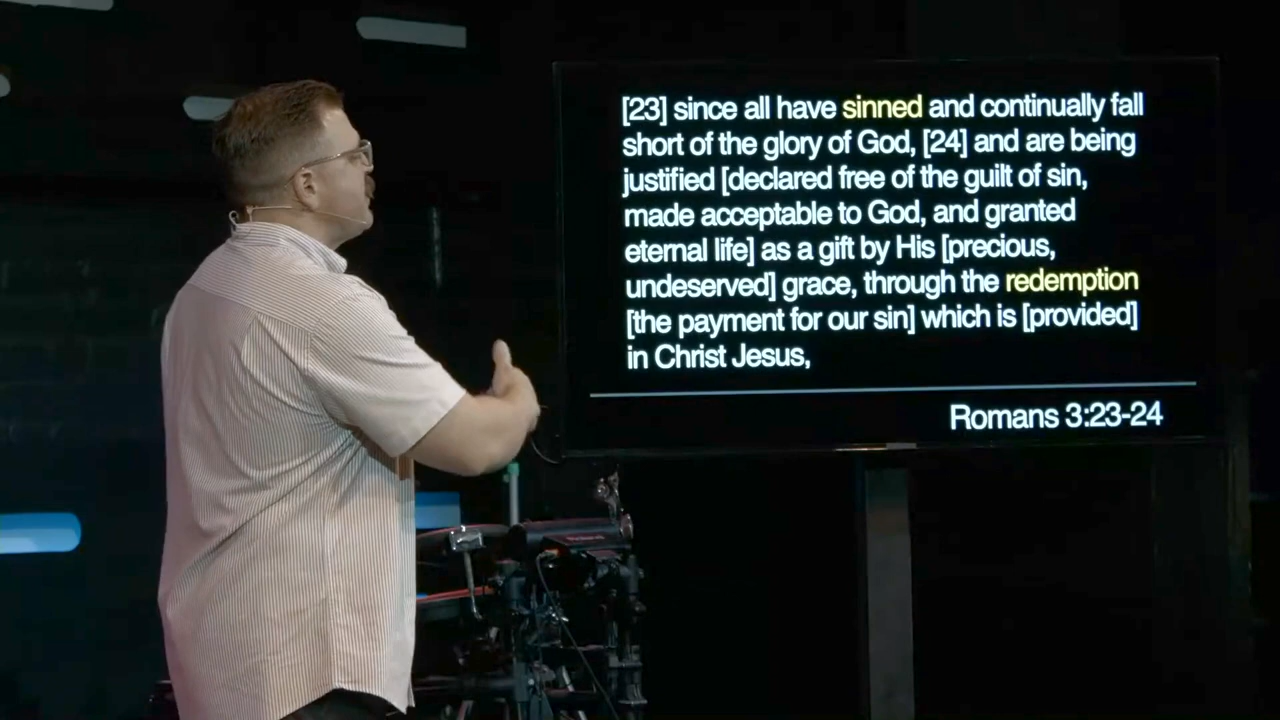 [23] since all have sinned and continually fall
short of the glory of God, [24] and are being
justified [declared free of the guilt of sin,
made acceptable to God, and granted
eternal life] as a gift by His [precious,
undeserved] grace, through the redemption
[the payment for our sin] which is [provided]
in Christ Jesus,
Romans 3:23-24